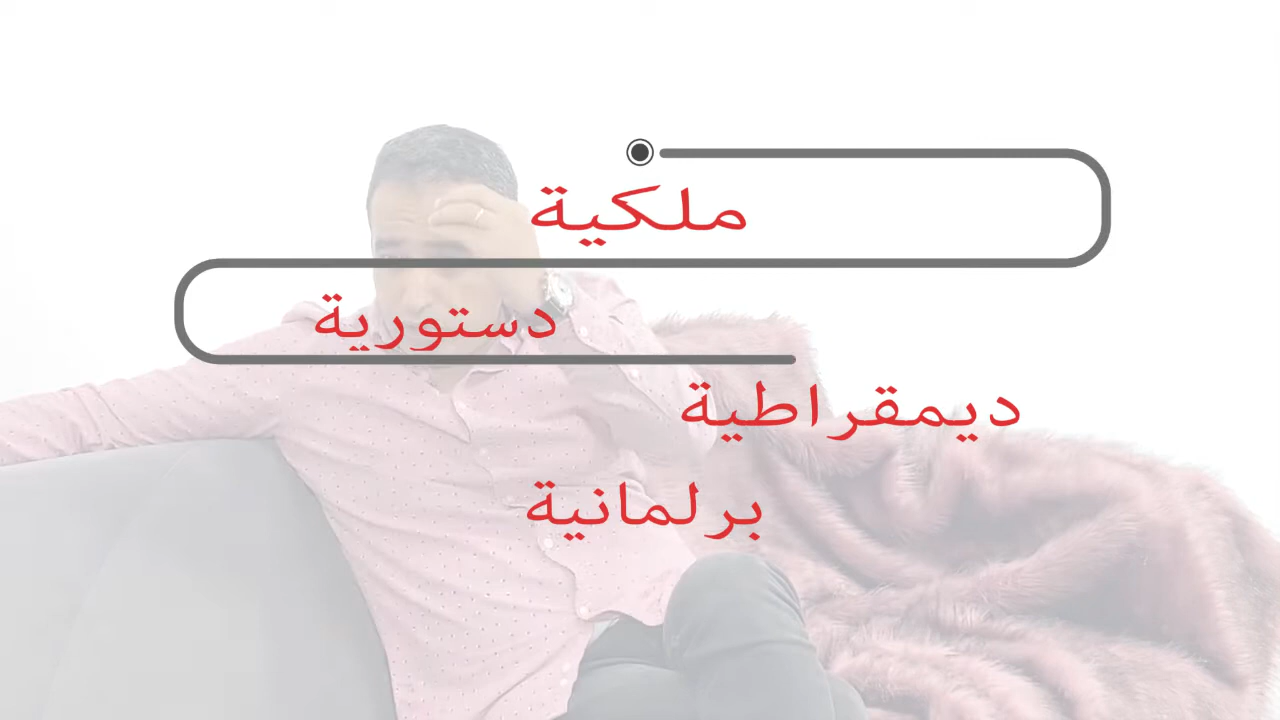 ملكية
دستورية
ديمقراطية
برلمانية